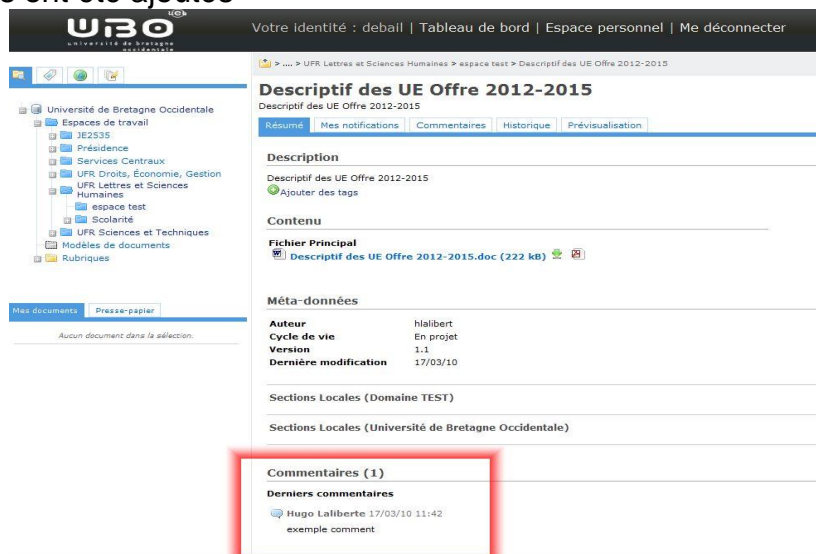 s ont été ajoutés
ueb
UBO
université de bretagne
occidentale
Votre identité : debail | Tableau de bord | Espace personnel | Me déconnecter
> .... > UFR Lettres et Sciences Humaines > espace test > Descriptif des UE Offre 2012-2015
Descriptif des UE Offre 2012-2015
Descriptif des UE Offre 2012-2015
Résumé Mes notifications Commentaires Historique Prévisualisation
Université de Bretagne Occidentale
Espaces de travail
JE2535
Présidence
Services Centraux
UFR Droits, Économie, Gestion
UFR Lettres et Sciences
Humaines
espace test
Scolarité
UFR Sciences et Techniques
Modèles de documents
Rubriques
Mes documents Presse-papier
Aucun document dans la sélection.
Description
Descriptif des UE Offre 2012-2015
Ajouter des tags
Contenu
Fichier Principal
Descriptif des UE Offre 2012-2015.doc (222 kB)
Méta-données
Auteur hlalibert
Cycle de vie En projet
Version 1.1
Dernière modification 17/03/10
Sections Locales (Domaine TEST)
Sections Locales (Université de Bretagne Occidentale)
Commentaires (1)
Derniers commentaires
Hugo Laliberte 17/03/10 11:42
exemple comment